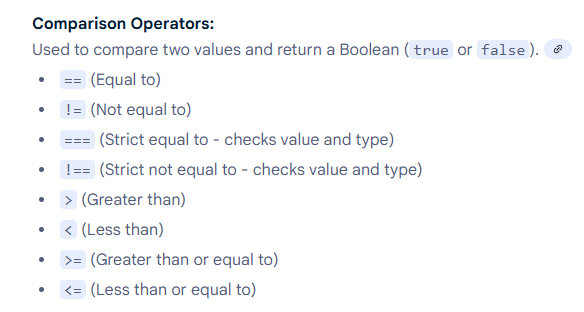 Comparison Operators:
Used to compare two values and return a Boolean (true or false).
• == (Equal to)
• != (Not equal to)
• === (Strict equal to - checks value and type)
• !== (Strict not equal to - checks value and type)
• > (Greater than)
• < (Less than)
• >= (Greater than or equal to)
• <= (Less than or equal to)